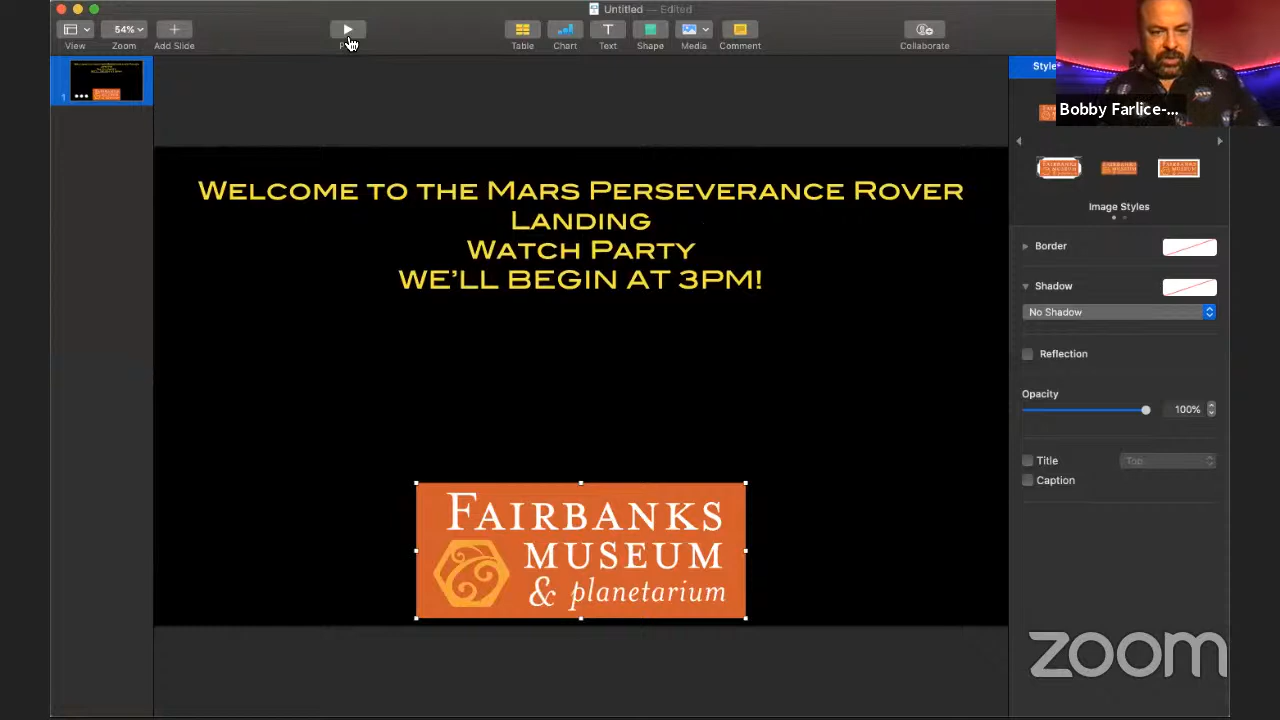 Untitled — Edited
54%
View
Zoom
Add Slide
Table
Chart
Text
Shape
Media
Comment
Collaborate
Style
Bobby Farlice-...
1
WELCOME TO THE MARS PERSEVERANCE ROVER
LANDING
WATCH PARTY
WE'LL BEGIN AT 3PM!
FAIRBANKS
MUSEUM
& planetarium
Image Styles
Border
Shadow
No Shadow
Reflection
Opacity
100%
Title
Top
Caption
zoom